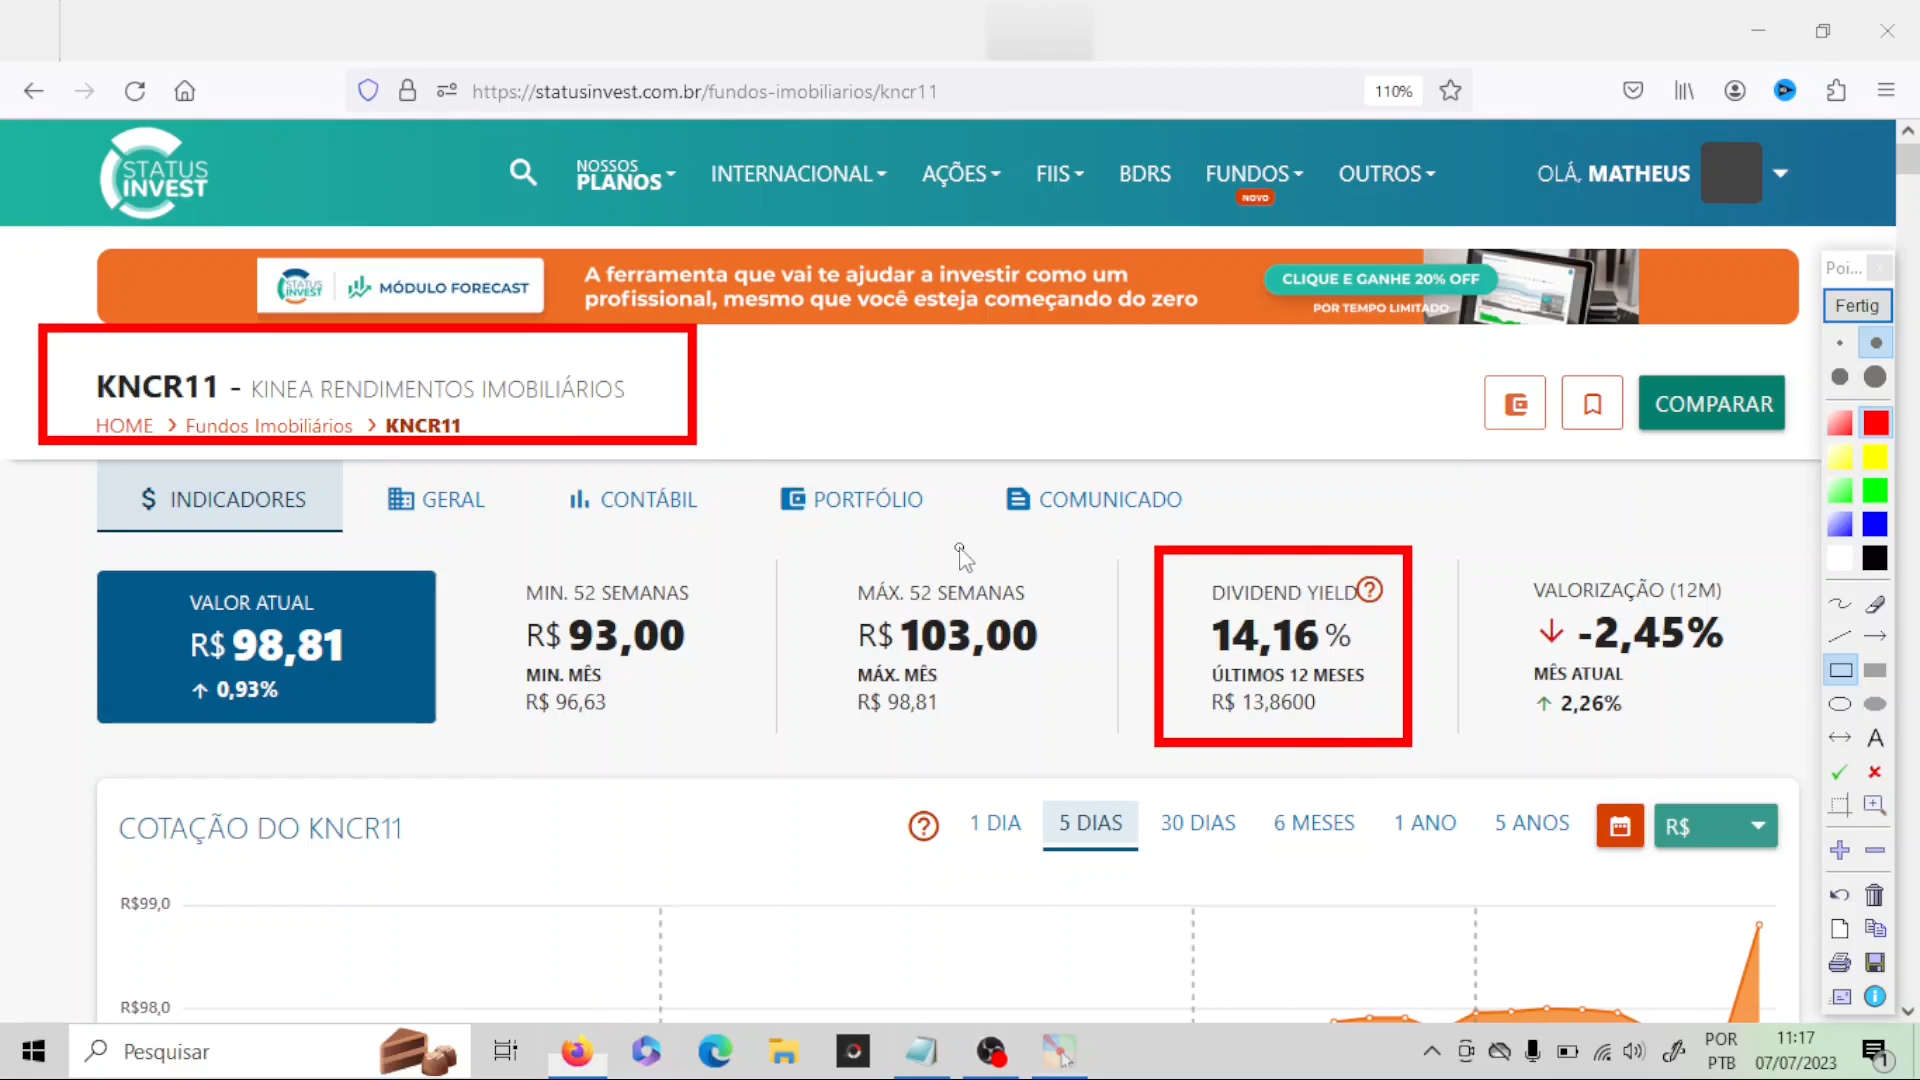 https://statusinvest.com.br/fundos-imobiliarios/kncr11
110%
STATUS
INVEST
NOSSOS
PLANOS
INTERNACIONAL
AÇÕES
FIIS
BDRS
FUNDOS
NOVO
OUTROS
OLÁ, MATHEUS
STATUS
INVEST
MÓDULO FORECAST
A ferramenta que vai te ajudar a investir como um
profissional, mesmo que você esteja começando do zero
CLIQUE E GANHE 20% OFF
POR TEMPO LIMITADO
Poi...
Fertig
KNCR11 - KINEA RENDIMENTOS IMOBILIÁRIOS
HOME > Fundos Imobiliários > KNCR11
COMPARAR
$ INDICADORES
GERAL
CONTÁBIL
PORTFÓLIO
COMUNICADO
VALOR ATUAL
R$ 98,81
↑ 0,93%
MIN. 52 SEMANAS
R$ 93,00
MIN. MÊS
R$ 96,63
MÁX. 52 SEMANAS
R$ 103,00
MÁX. MÊS
R$ 98,81
DIVIDEND YIELD ?
14,16 %
ÚLTIMOS 12 MESES
R$ 13,8600
VALORIZAÇÃO (12M)
↓ -2,45%
MÊS ATUAL
↑ 2,26%
A
COTAÇÃO DO KNCR11
?
1 DIA
5 DIAS
30 DIAS
6 MESES
1 ANO
5 ANOS
R$
R$99,0
R$98,0
Pesquisar
POR
PTB
11:17
07/07/2023
1